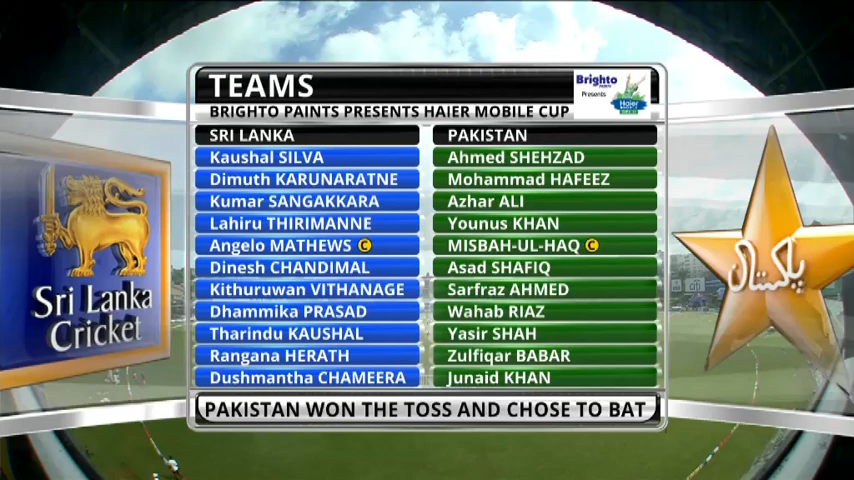 TEAMS
Brighto
PAINTS
Presents
Haier
BRIGHTO PAINTS PRESENTS HAIER MOBILE CUP
SRI LANKA
Kaushal SILVA
Dimuth KARUNARATNE
Kumar SANGAKKARA
Lahiru THIRIMANNE
Angelo MATHEWS C
Dinesh CHANDIMAL
Kithuruwan VITHANAGE
Dhammika PRASAD
Tharindu KAUSHAL
Rangana HERATH
Dushmantha CHAMEERA
PAKISTAN
Ahmed SHEHZAD
Mohammad HAFEEZ
Azhar ALI
Younus KHAN
MISBAH-UL-HAQ C
Asad SHAFIQ
Sarfraz AHMED
Wahab RIAZ
Yasir SHAH
Zulfiqar BABAR
Junaid KHAN
PAKISTAN WON THE TOSS AND CHOSE TO BAT
Sri Lanka
Cricket
پاکستان
citi